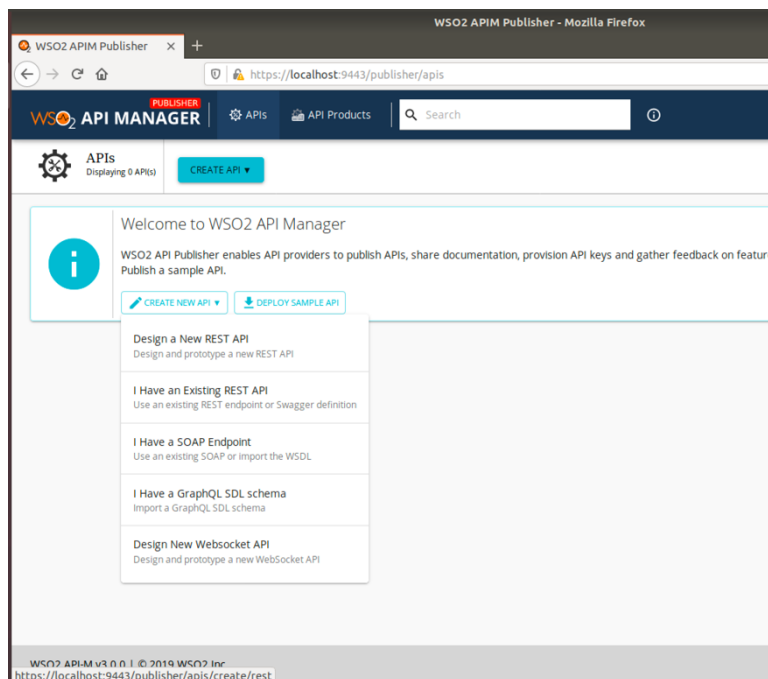 WSO2 APIM Publisher - Mozilla Firefox
WSO2 APIM Publisher
https://localhost:9443/publisher/apis
PUBLISHER
WSO2 API MANAGER
APIs
API Products
Search
APIs
Displaying 0 API(s)
CREATE API ▼
Welcome to WSO2 API Manager
WSO2 API Publisher enables API providers to publish APIs, share documentation, provision API keys and gather feedback on featur
Publish a sample API.
CREATE NEW API ▼
DEPLOY SAMPLE API
Design a New REST API
Design and prototype a new REST API
I Have an Existing REST API
Use an existing REST endpoint or Swagger definition
I Have a SOAP Endpoint
Use an existing SOAP or import the WSDL
I Have a GraphQL SDL schema
Import a GraphQL SDL schema
Design New Websocket API
Design and prototype a new WebSocket API
WSO2 API-M v3.0.0 | © 2019 WSO2 Inc
https://localhost:9443/publisher/apis/create/rest